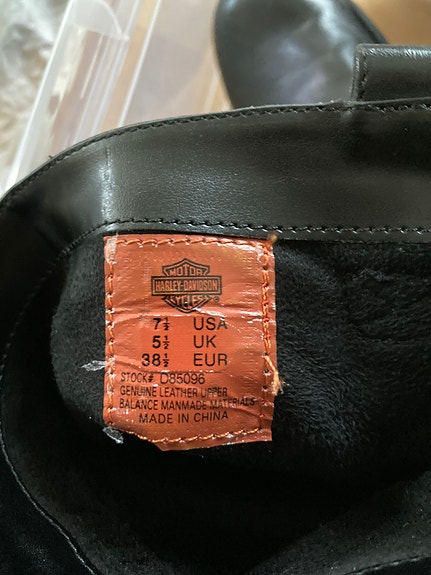 MOTOR
HARLEY-DAVIDSON
CYCLES
7½ USA
5½ UK
38½ EUR
STOCK# D85096
GENUINE LEATHER UPPER
BALANCE MANMADE MATERIALS
MADE IN CHINA